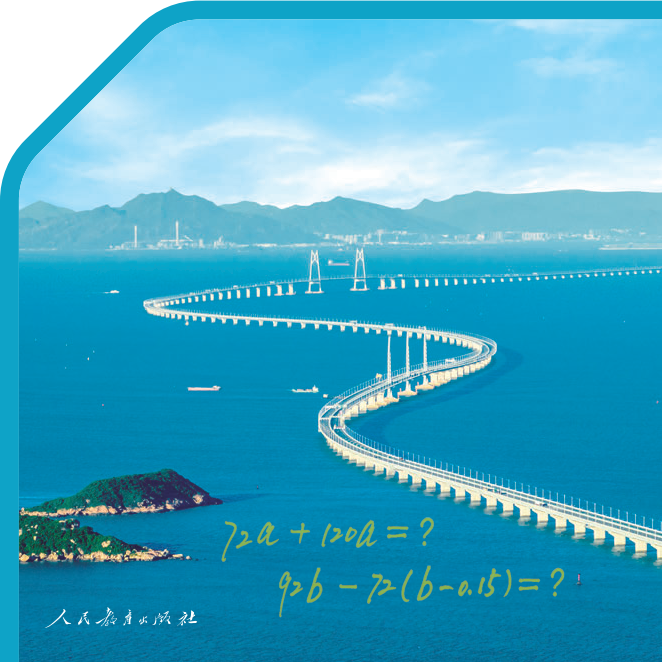 72a + 120a = ?
92b - 72(b-0.15) = ?
人民教育出版社